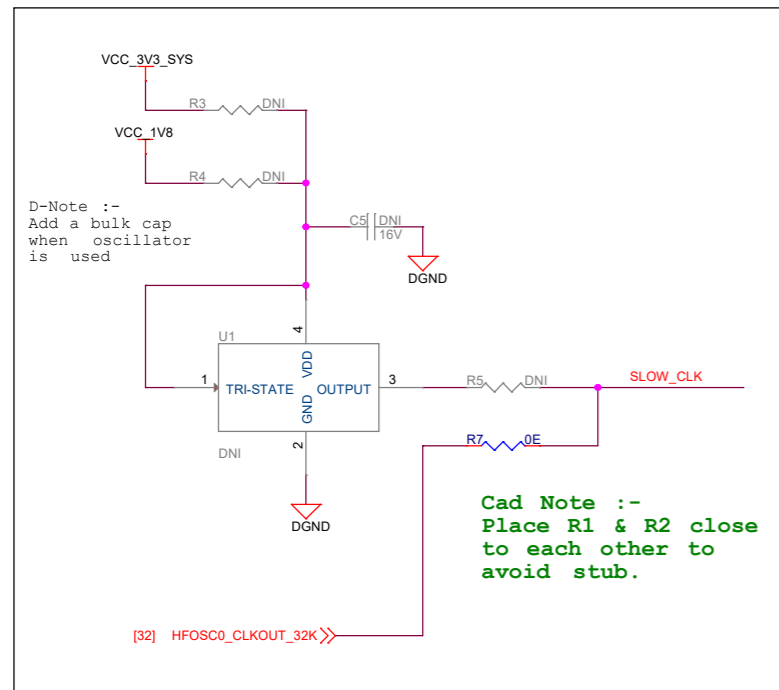 VCC_3V3_SYS
R3 DNI
VCC_1V8
R4 DNI
D-Note :-
Add a bulk cap
when oscillator
is used
C5 DNI
16V
DGND
U1
4
VDD
1 TRI-STATE OUTPUT 3
GND
2
DNI
DGND
R5 DNI
SLOW_CLK
R7 0E
Cad Note :-
Place R1 & R2 close
to each other to
avoid stub.
[32] HFOSC0_CLKOUT_32K